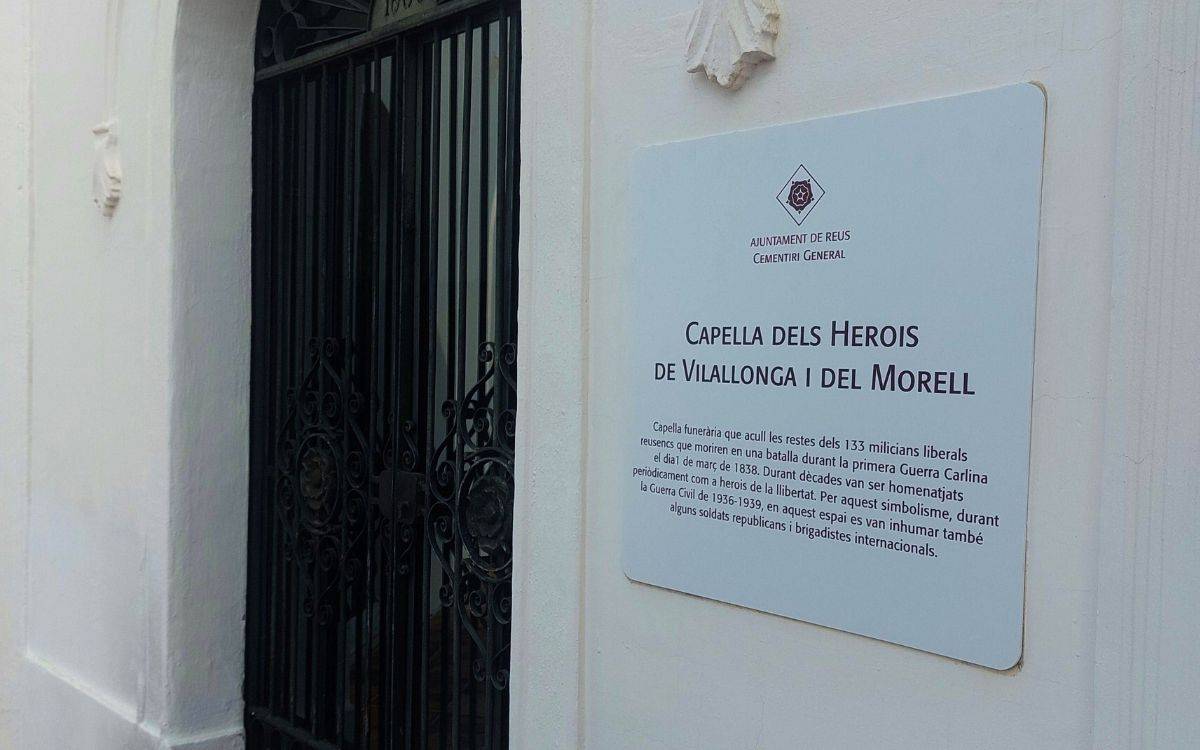 AJUNTAMENT DE REUS
CEMENTIRI GENERAL
CAPELLA DELS HEROIS
DE VILALLONGA I DEL MORELL
Capella funerària que acull les restes dels 133 milicians liberals
reusencs que moriren en una batalla durant la primera Guerra Carlina
el dia1 de març de 1838. Durant dècades van ser homenatjats
periòdicament com a herois de la llibertat. Per aquest simbolisme, durant
la Guerra Civil de 1936-1939, en aquest espai es van inhumar també
alguns soldats republicans i brigadistes internacionals.